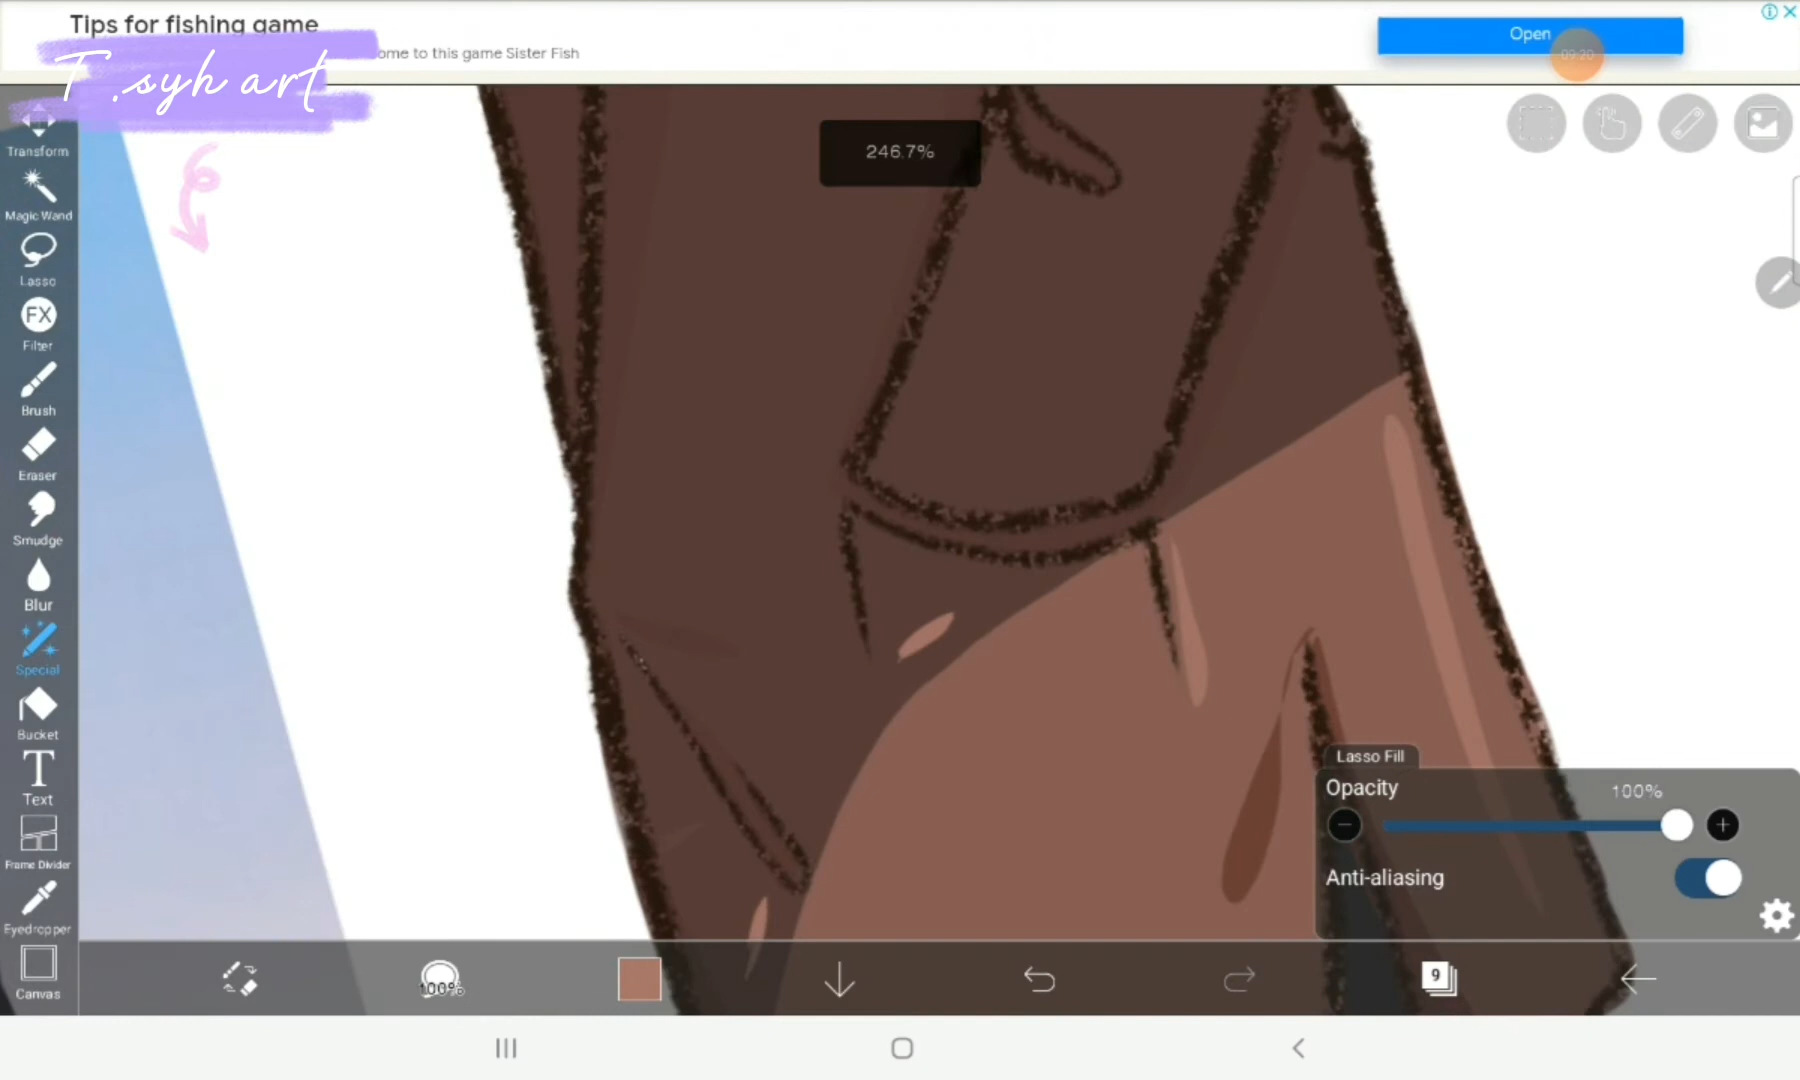 Tips for fishing game
ome to this game Sister Fish
Open
09:20
T.syh art
246.7%
Transform
Magic Wand
Lasso
FX
Filter
Brush
Eraser
Smudge
Blur
Special
Bucket
T
Text
Frame Divider
Eyedropper
Canvas
Lasso Fill
Opacity
100%
Anti-aliasing
100%
9